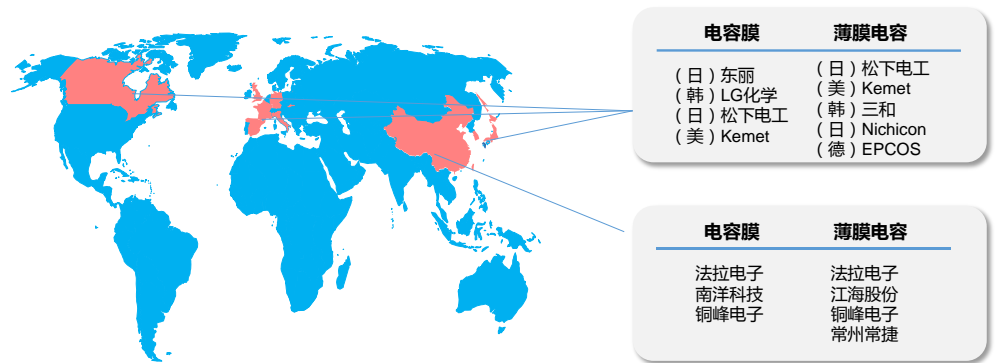 电容膜
薄膜电容
（日）东丽
（韩）LG化学
（日）松下电工
（美）Kemet
（日）松下电工
（美）Kemet
（韩）三和
（日）Nichicon
（德）EPCOS
电容膜
薄膜电容
法拉电子
南洋科技
铜峰电子
法拉电子
江海股份
铜峰电子
常州常捷